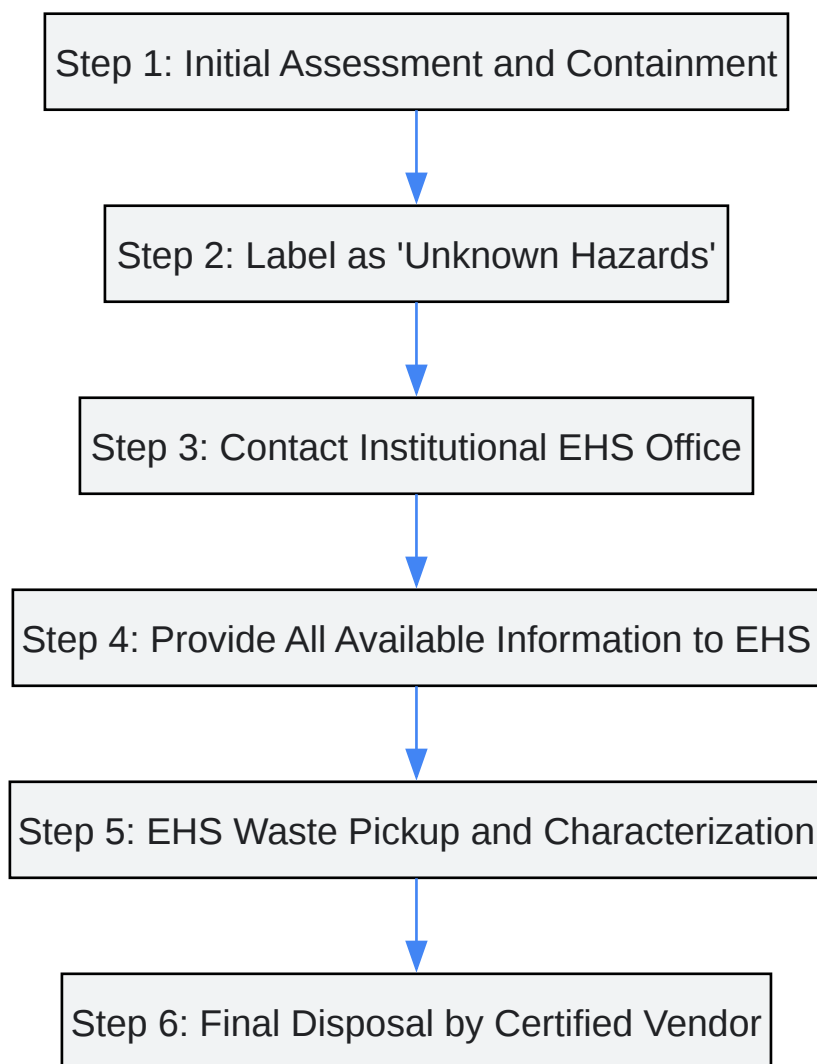 Step 1: Initial Assessment and Containment
Step 2: Label as 'Unknown Hazards'
Step 3: Contact Institutional EHS Office
Step 4: Provide All Available Information to EHS
Step 5: EHS Waste Pickup and Characterization
Step 6: Final Disposal by Certified Vendor